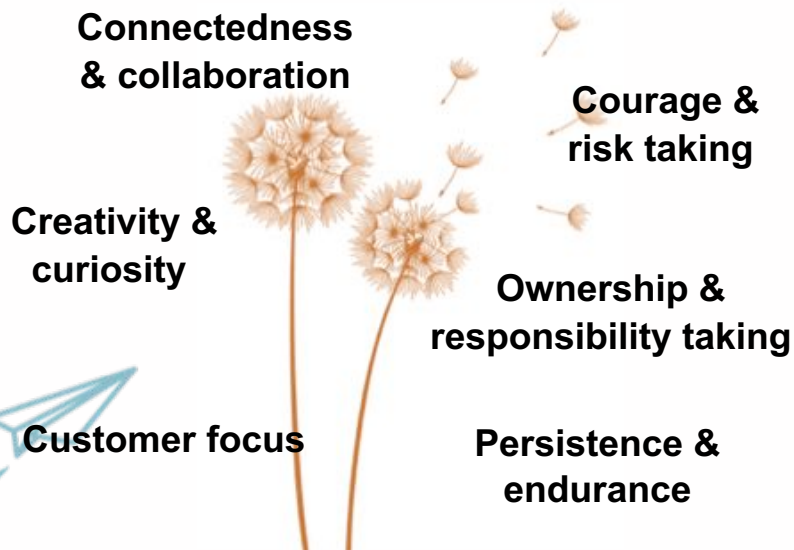 Connectedness
& collaboration
Courage &
risk taking
Creativity &
curiosity
Ownership &
responsibility taking
Customer focus
Persistence &
endurance